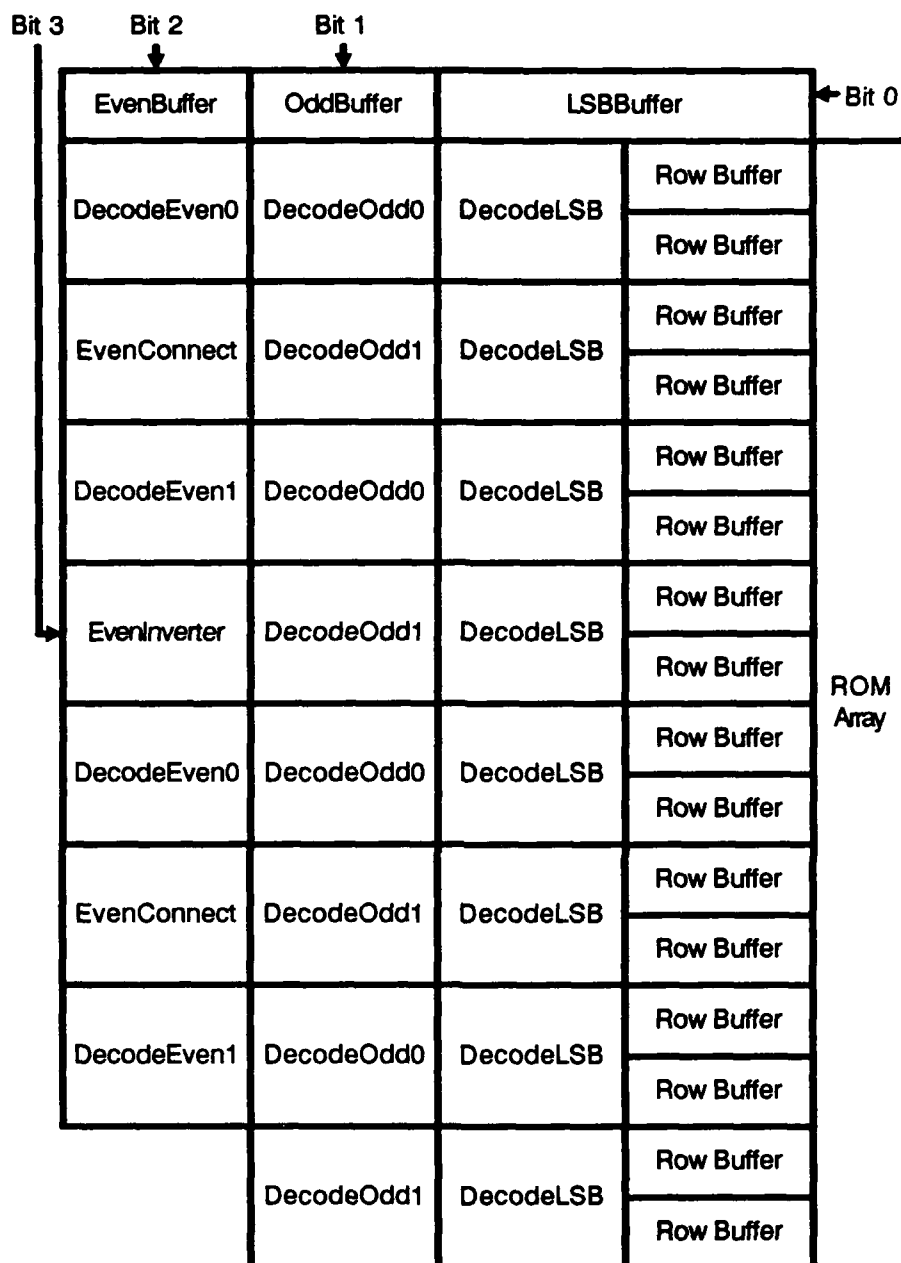 Bit 3 Bit 2 Bit 1
EvenBuffer OddBuffer LSBBuffer Bit 0
Row Buffer
DecodeEven0 DecodeOdd0 DecodeLSB
Row Buffer
Row Buffer
EvenConnect DecodeOdd1 DecodeLSB
Row Buffer
Row Buffer
DecodeEven1 DecodeOdd0 DecodeLSB
Row Buffer
Row Buffer
EvenInverter DecodeOdd1 DecodeLSB
Row Buffer
ROM
Array
Row Buffer
DecodeEven0 DecodeOdd0 DecodeLSB
Row Buffer
Row Buffer
EvenConnect DecodeOdd1 DecodeLSB
Row Buffer
Row Buffer
DecodeEven1 DecodeOdd0 DecodeLSB
Row Buffer
Row Buffer
DecodeOdd1 DecodeLSB
Row Buffer